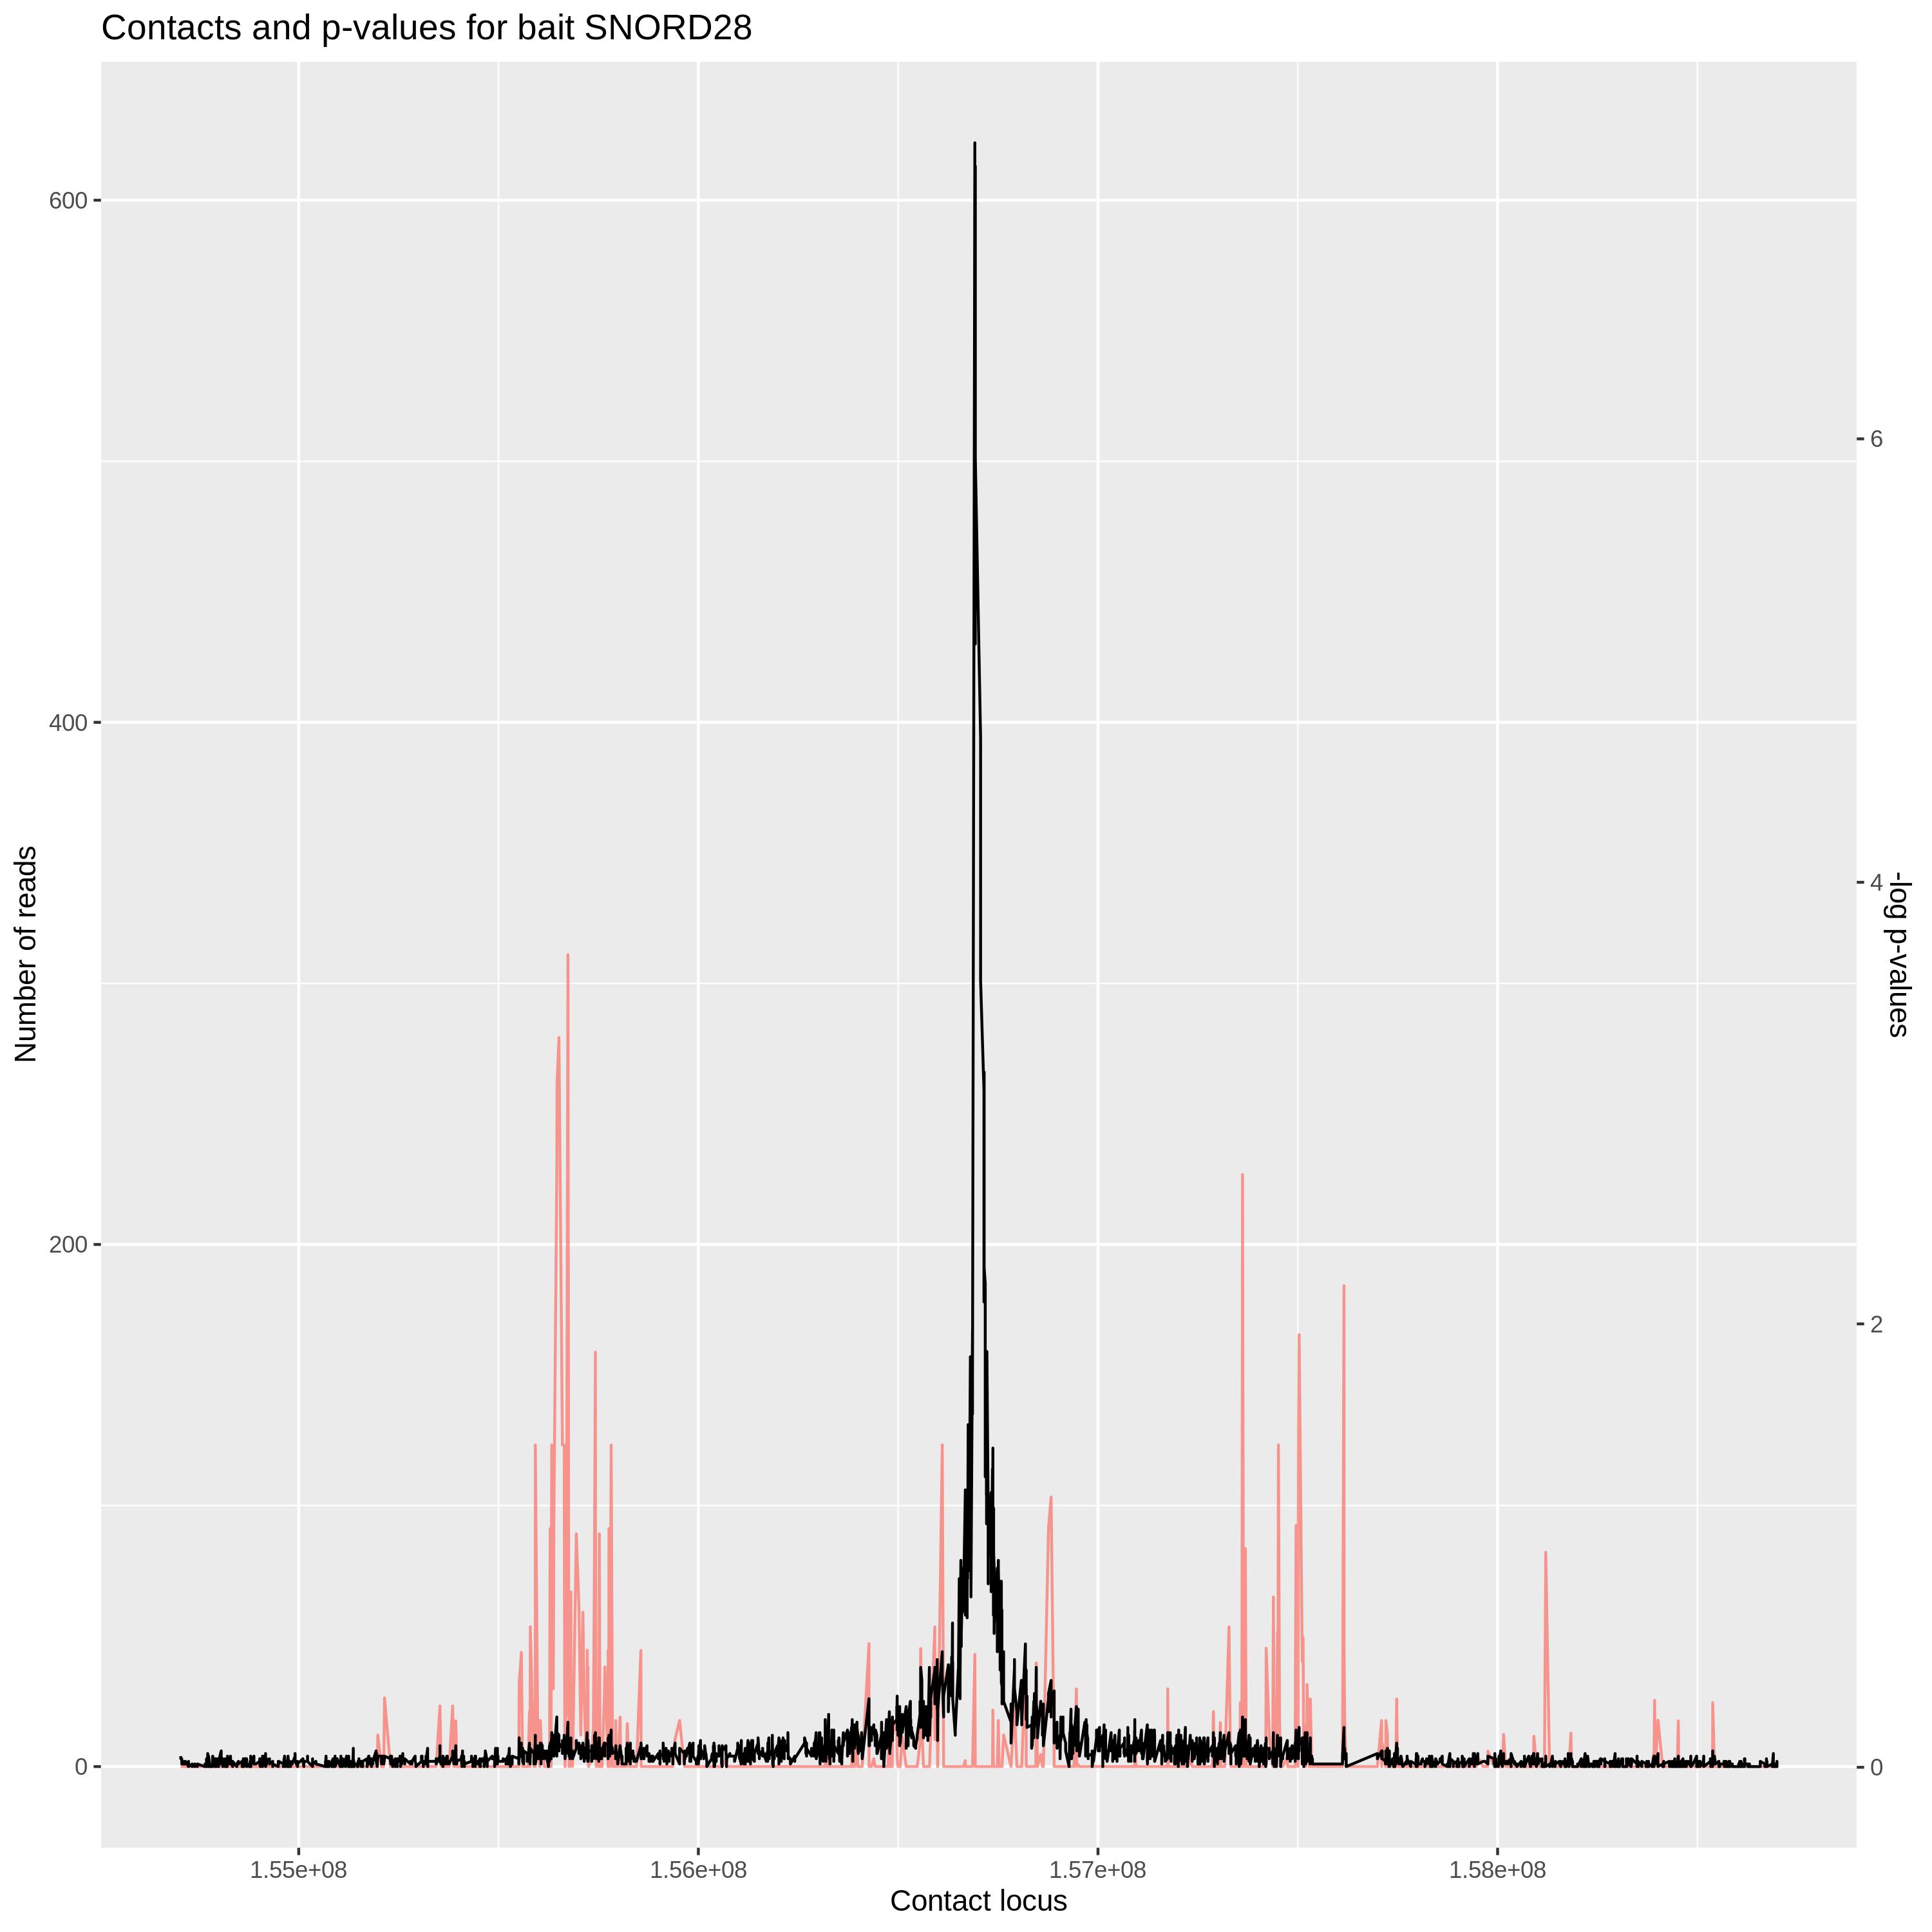 Contacts and p-values for bait SNORD28
600
400
200
0
6
4
2
0
Number of reads
-log p-values
1.55e+08 1.56e+08 1.57e+08 1.58e+08
Contact locus